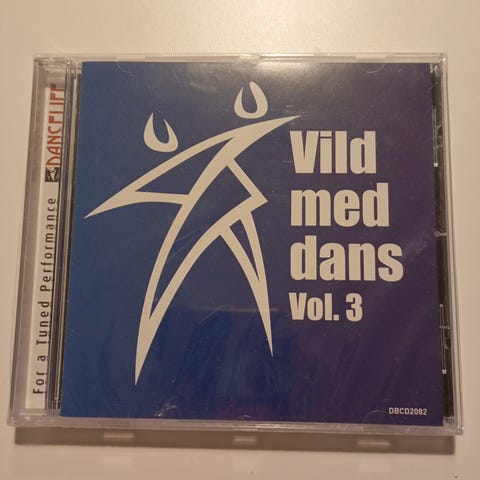 Vild
med
dans
Vol. 3
DBCD2082
For a Tuned Performance
DANCELIFE